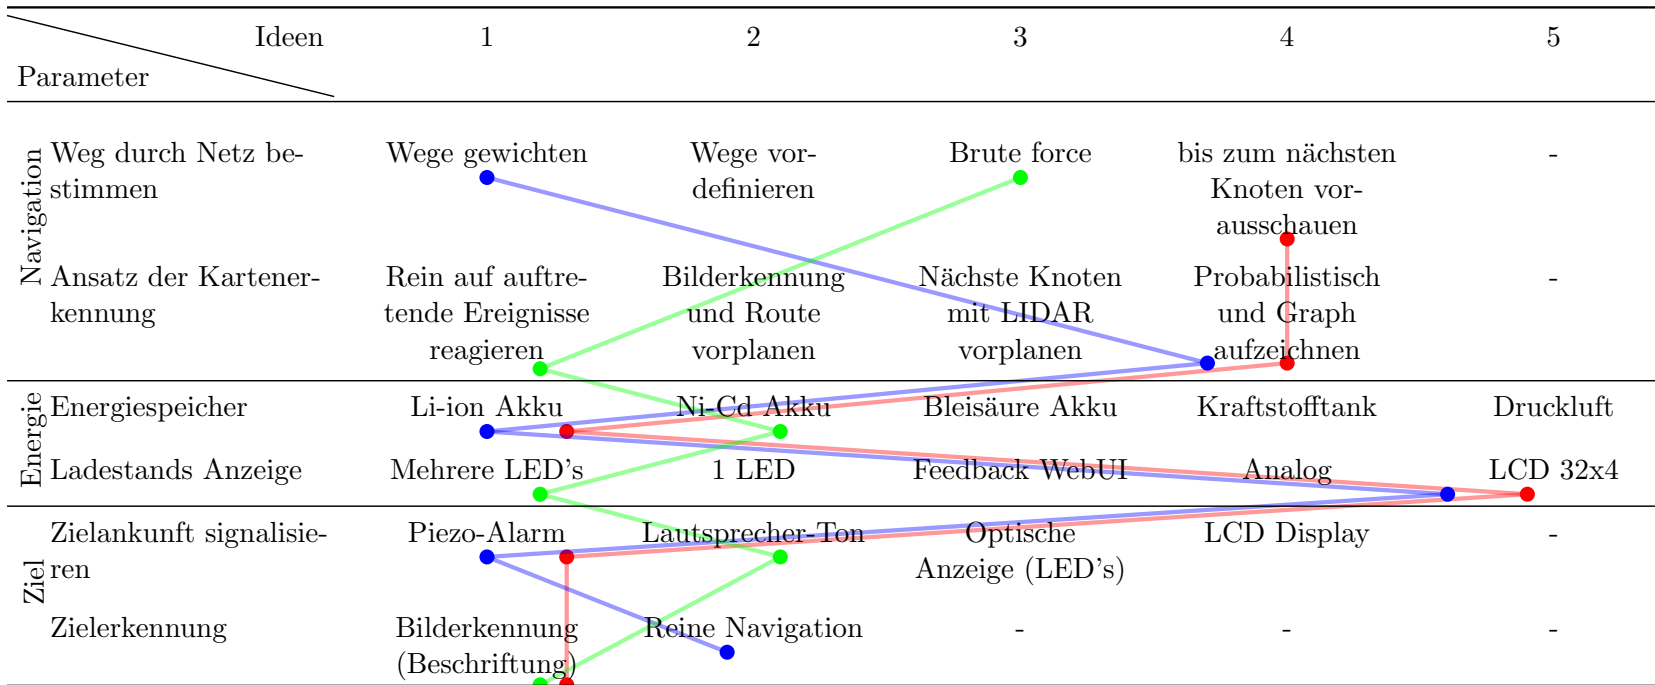 Ideen 1 2 3 4 5
Parameter
Navigation
Weg durch Netz be-
stimmen
Wege gewichten
Wege vor-
definieren
Brute force
bis zum nächsten
Knoten vor-
ausschauen
-
Ansatz der Kartener-
kennung
Rein auf auftre-
tende Ereignisse
reagieren
Bilderkennung
und Route
vorplanen
Nächste Knoten
mit LIDAR
vorplanen
Probabilistisch
und Graph
aufzeichnen
-
Energie
Energiespeicher
Li-ion Akku
Ni-Cd Akku
Bleisäure Akku
Kraftstofftank
Druckluft
Ladestands Anzeige
Mehrere LED's
1 LED
Feedback WebUI
Analog
LCD 32x4
Ziel
Zielankunft signalisie-
ren
Piezo-Alarm
Lautsprecher-Ton
Optische
Anzeige (LED's)
LCD Display
-
Zielerkennung
Bilderkennung
(Beschriftung)
Reine Navigation
-
-
-